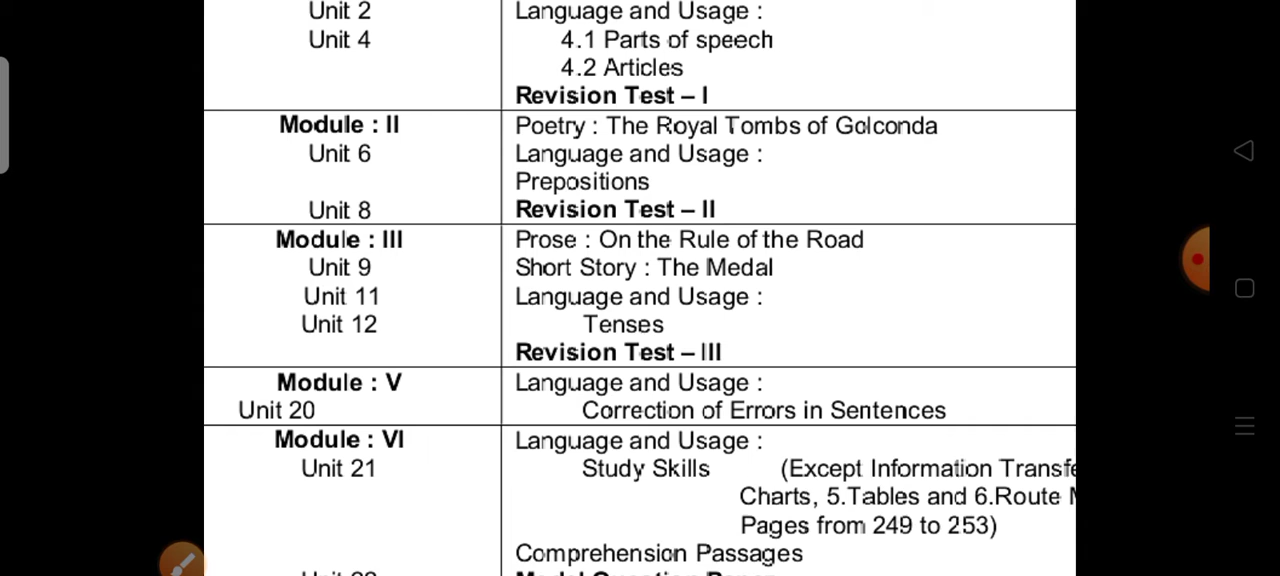 Unit 2 Language and Usage :
Unit 4 4.1 Parts of speech
4.2 Articles
Revision Test – I
Module : II Poetry : The Royal Tombs of Golconda
Unit 6 Language and Usage :
Prepositions
Unit 8 Revision Test – II
Module : III Prose : On the Rule of the Road
Unit 9 Short Story : The Medal
Unit 11 Language and Usage :
Unit 12 Tenses
Revision Test – III
Module : V Language and Usage :
Unit 20 Correction of Errors in Sentences
Module : VI Language and Usage :
Unit 21 Study Skills (Except Information
Charts, 5.Tables and 6.Route
Pages from 249 to 253)
Comprehension Passages